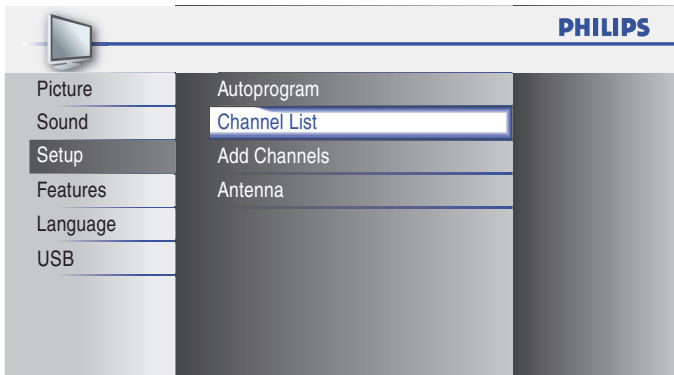 PHILIPS
Picture
Sound
Setup
Features
Language
USB
Autoprogram
Channel List
Add Channels
Antenna